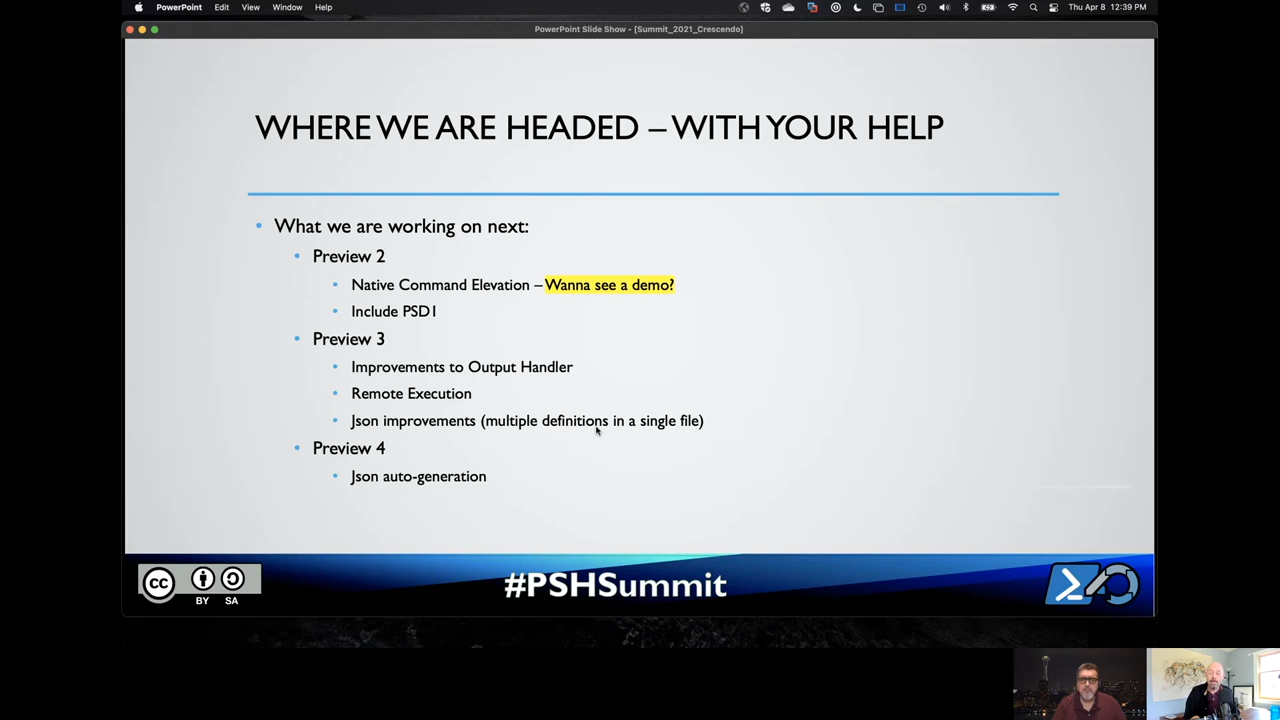 PowerPoint Edit View Window Help Thu Apr 8 12:39 PM
PowerPoint Slide Show - [Summit_2021_Crescendo]
WHERE WE ARE HEADED – WITH YOUR HELP
• What we are working on next:
• Preview 2
• Native Command Elevation – Wanna see a demo?
• Include PSD1
• Preview 3
• Improvements to Output Handler
• Remote Execution
• Json improvements (multiple definitions in a single file)
• Preview 4
• Json auto-generation
cc
BY SA
#PSHSummit